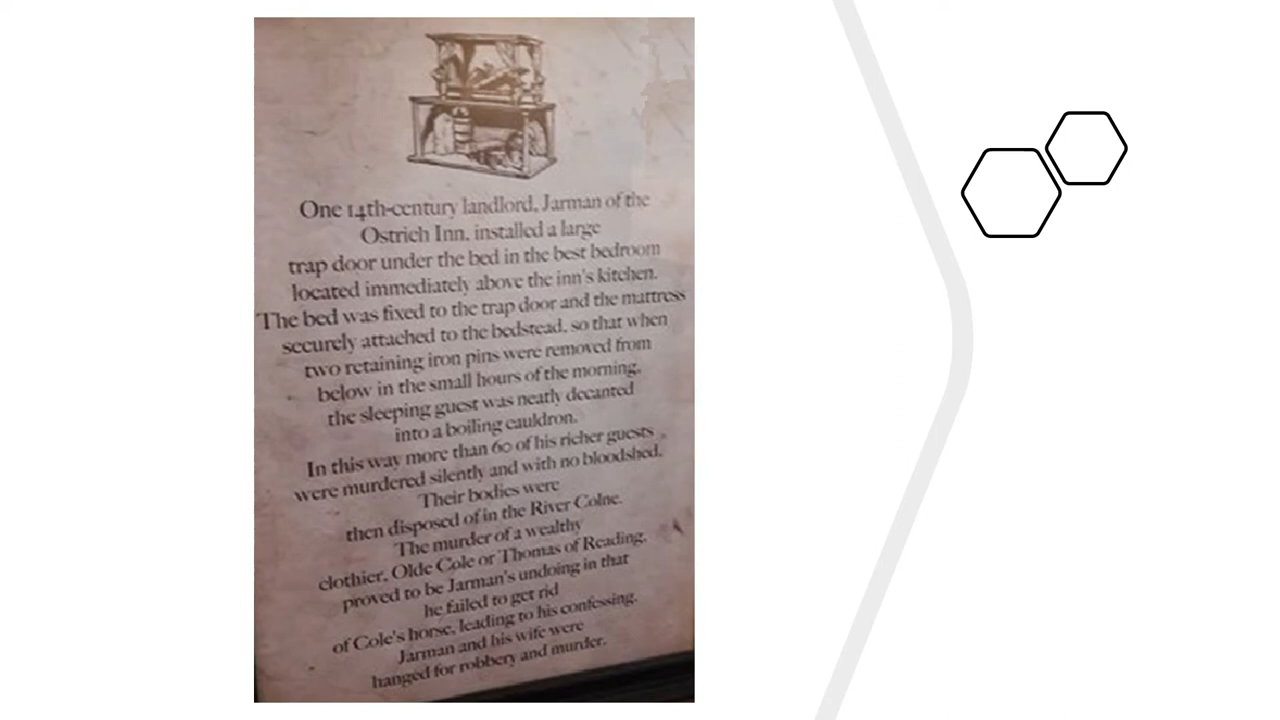 One 14th-century landlord, Jarman of the
Ostrich Inn, installed a large
trap door under the bed in the best bedroom
located immediately above the inn's kitchen.
The bed was fixed to the trap door and the mattress
securely attached to the bedstead, so that when
two retaining iron pins were removed from
below in the small hours of the morning,
the sleeping guest was neatly decanted
into a boiling cauldron.
In this way more than 60 of his richer guests
were murdered silently and with no bloodshed.
Their bodies were
then disposed of in the River Colne.
The murder of a wealthy
clothier, Olde Cole or Thomas of Reading,
proved to be Jarman's undoing in that
he failed to get rid
of Cole's horse, leading to his confessing.
Jarman and his wife were
hanged for robbery and murder.